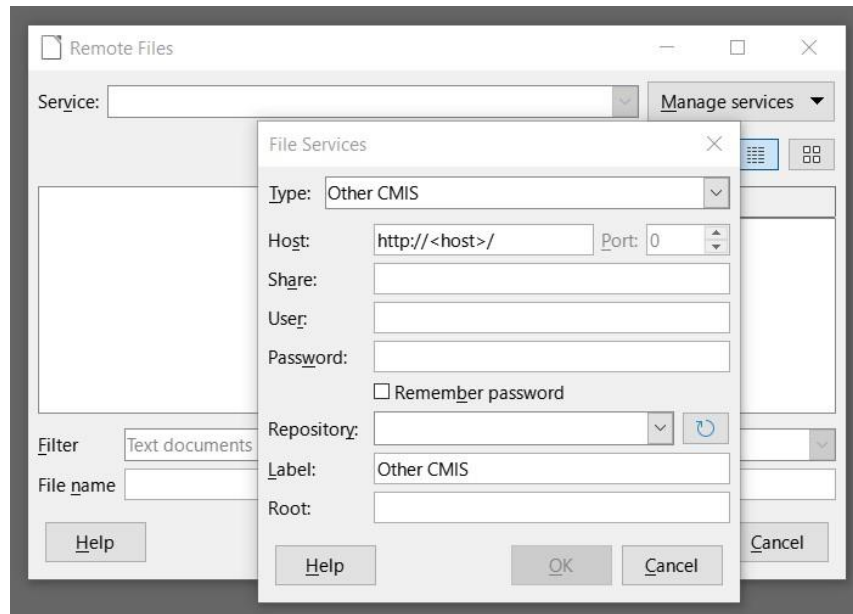 Remote Files
Service: Manage services
File Services
Type: Other CMIS
Host: http://<host>/ Port: 0
Share:
User:
Password:
Remember password
Repository:
Filter Text documents
Label: Other CMIS
File name
Root:
Help Cancel
Help OK Cancel